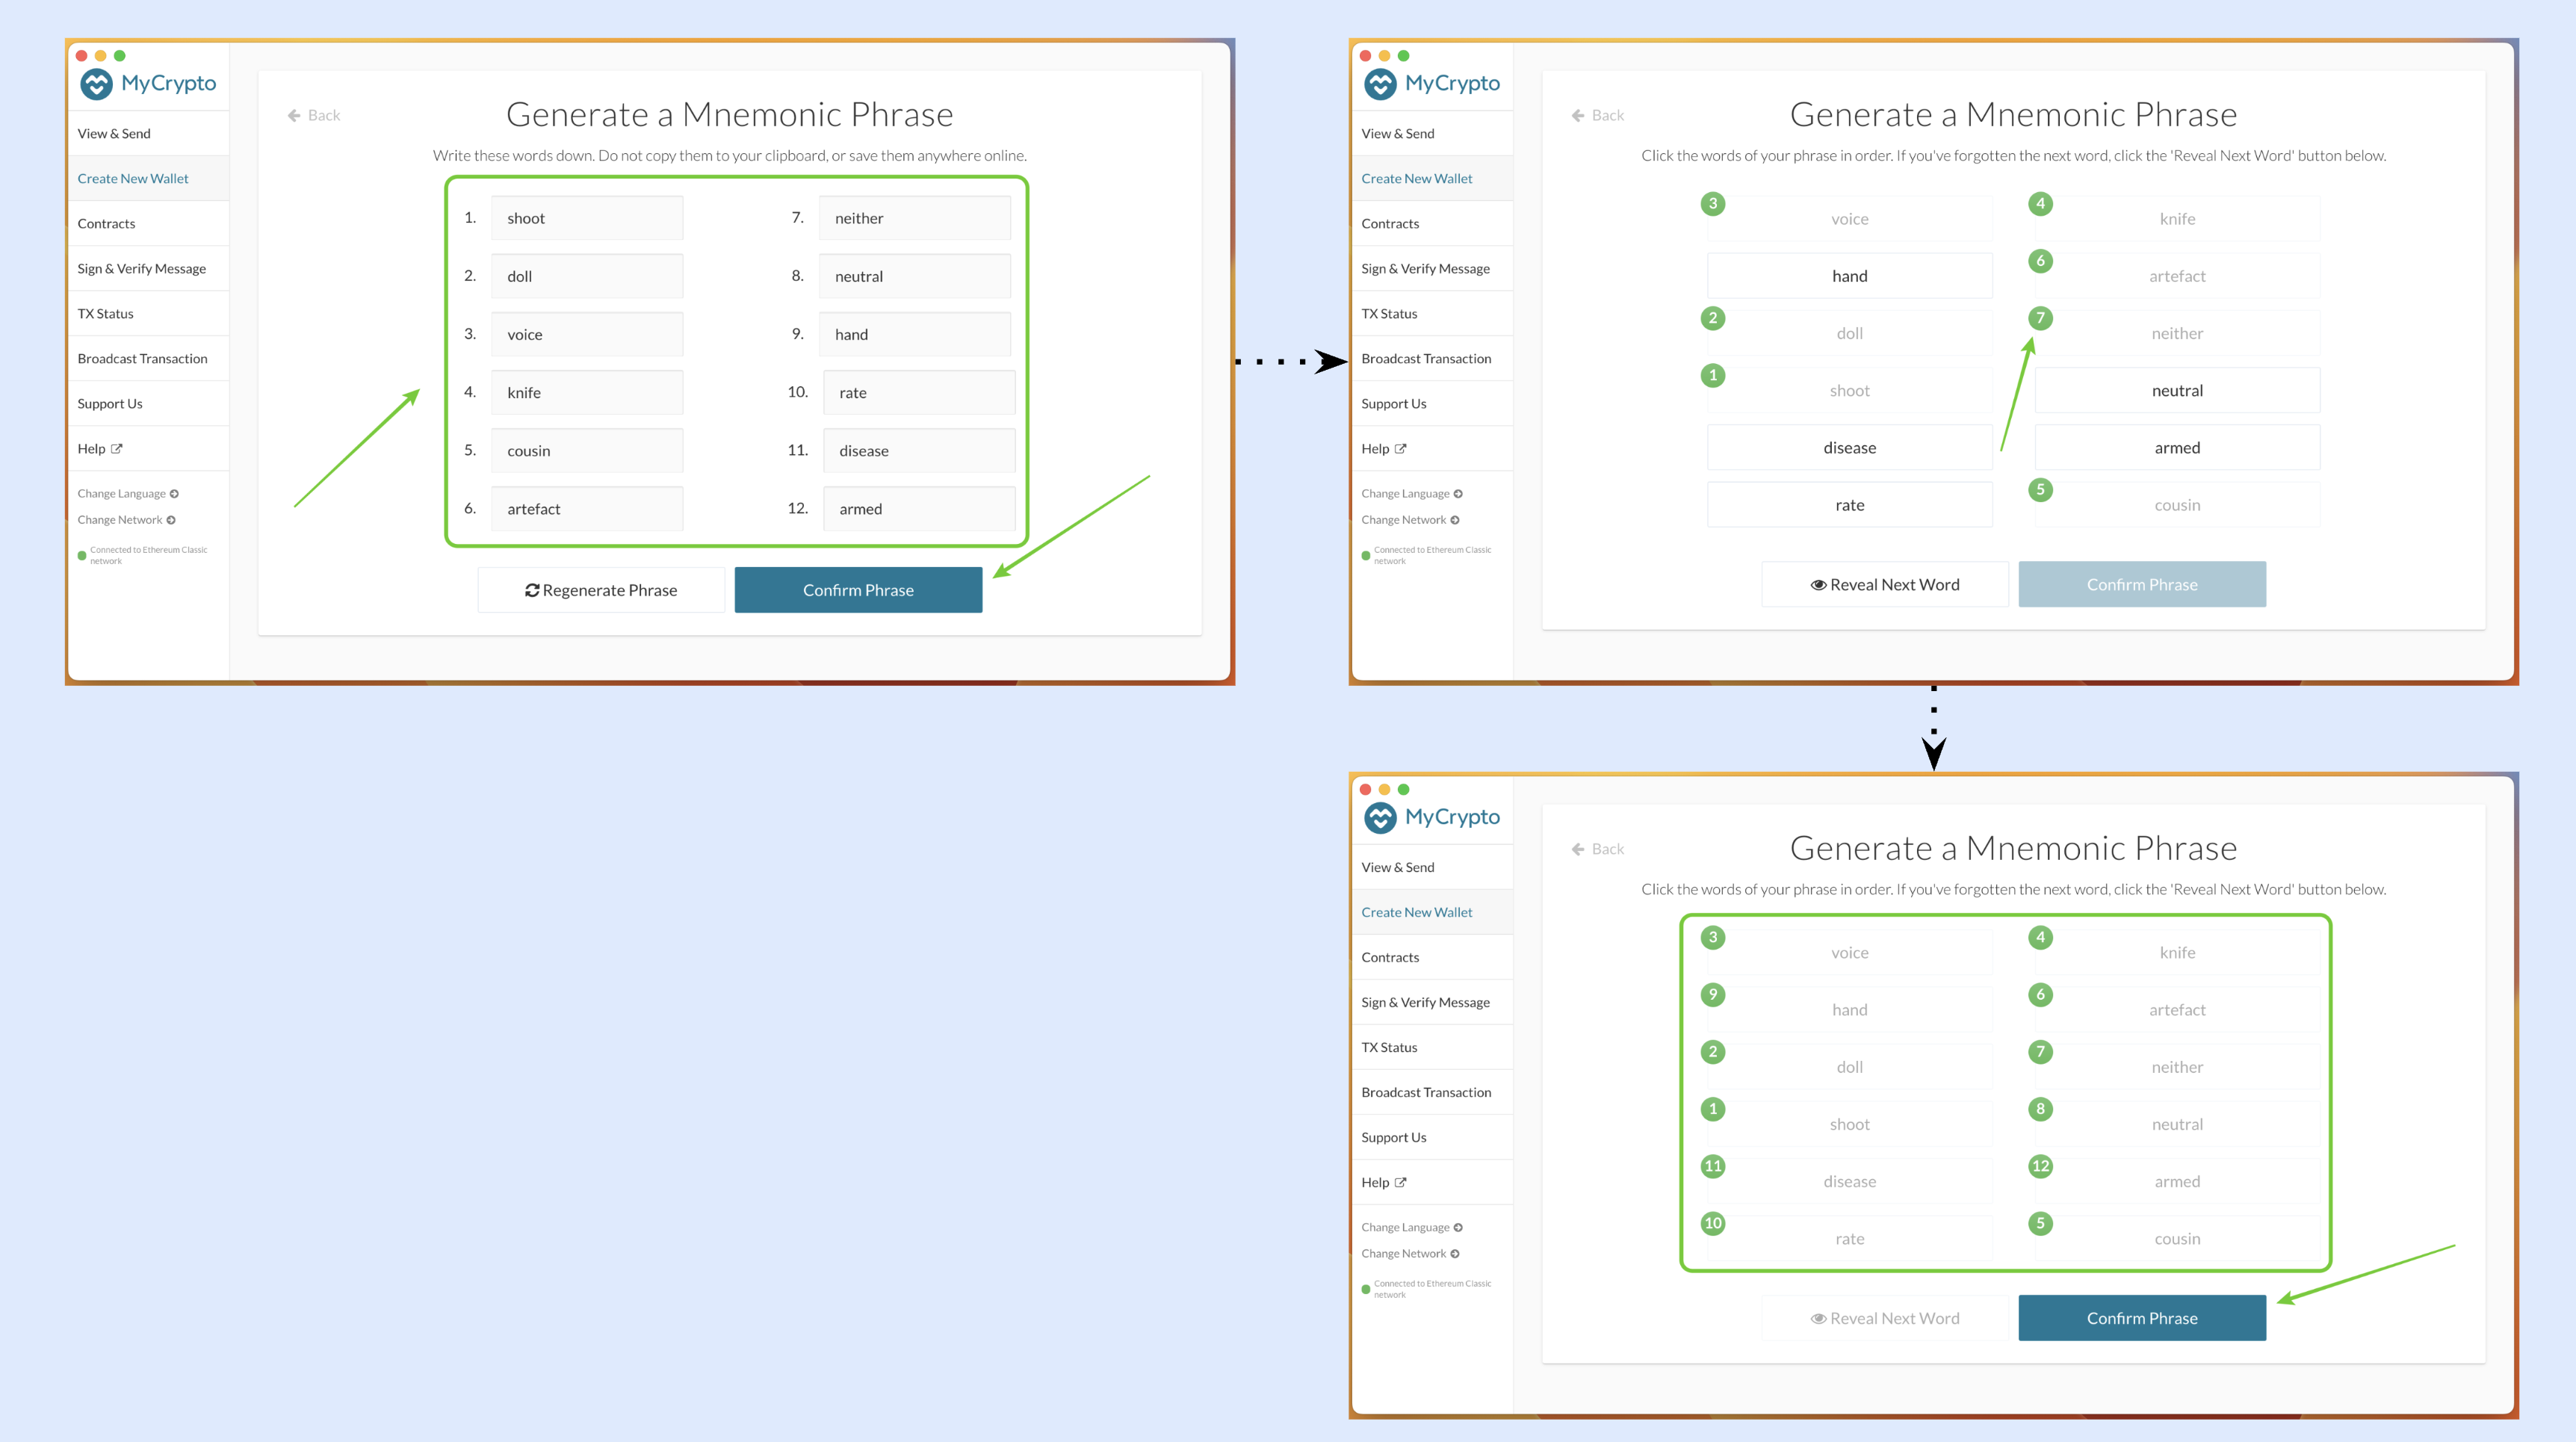 MyCrypto
View & Send
Create New Wallet
Contracts
Sign & Verify Message
TX Status
Broadcast Transaction
Support Us
Help
Change Language
Change Network
Connected to Ethereum Classic
network
Back
Generate a Mnemonic Phrase
Write these words down. Do not copy them to your clipboard, or save them anywhere online.
1. shoot
2. doll
3. voice
4. knife
5. cousin
6. artefact
7. neither
8. neutral
9. hand
10. rate
11. disease
12. armed
Regenerate Phrase
Confirm Phrase
MyCrypto
View & Send
Create New Wallet
Contracts
Sign & Verify Message
TX Status
Broadcast Transaction
Support Us
Help
Change Language
Change Network
Connected to Ethereum Classic
network
Back
Generate a Mnemonic Phrase
Click the words of your phrase in order. If you've forgotten the next word, click the 'Reveal Next Word' button below.
3 voice
hand
2 doll
1 shoot
disease
rate
4 knife
6 artefact
7 neither
neutral
armed
5 cousin
Reveal Next Word
Confirm Phrase
MyCrypto
View & Send
Create New Wallet
Contracts
Sign & Verify Message
TX Status
Broadcast Transaction
Support Us
Help
Change Language
Change Network
Connected to Ethereum Classic
network
Back
Generate a Mnemonic Phrase
Click the words of your phrase in order. If you've forgotten the next word, click the 'Reveal Next Word' button below.
3 voice
9 hand
2 doll
1 shoot
11 disease
10 rate
4 knife
6 artefact
7 neither
8 neutral
12 armed
5 cousin
Reveal Next Word
Confirm Phrase